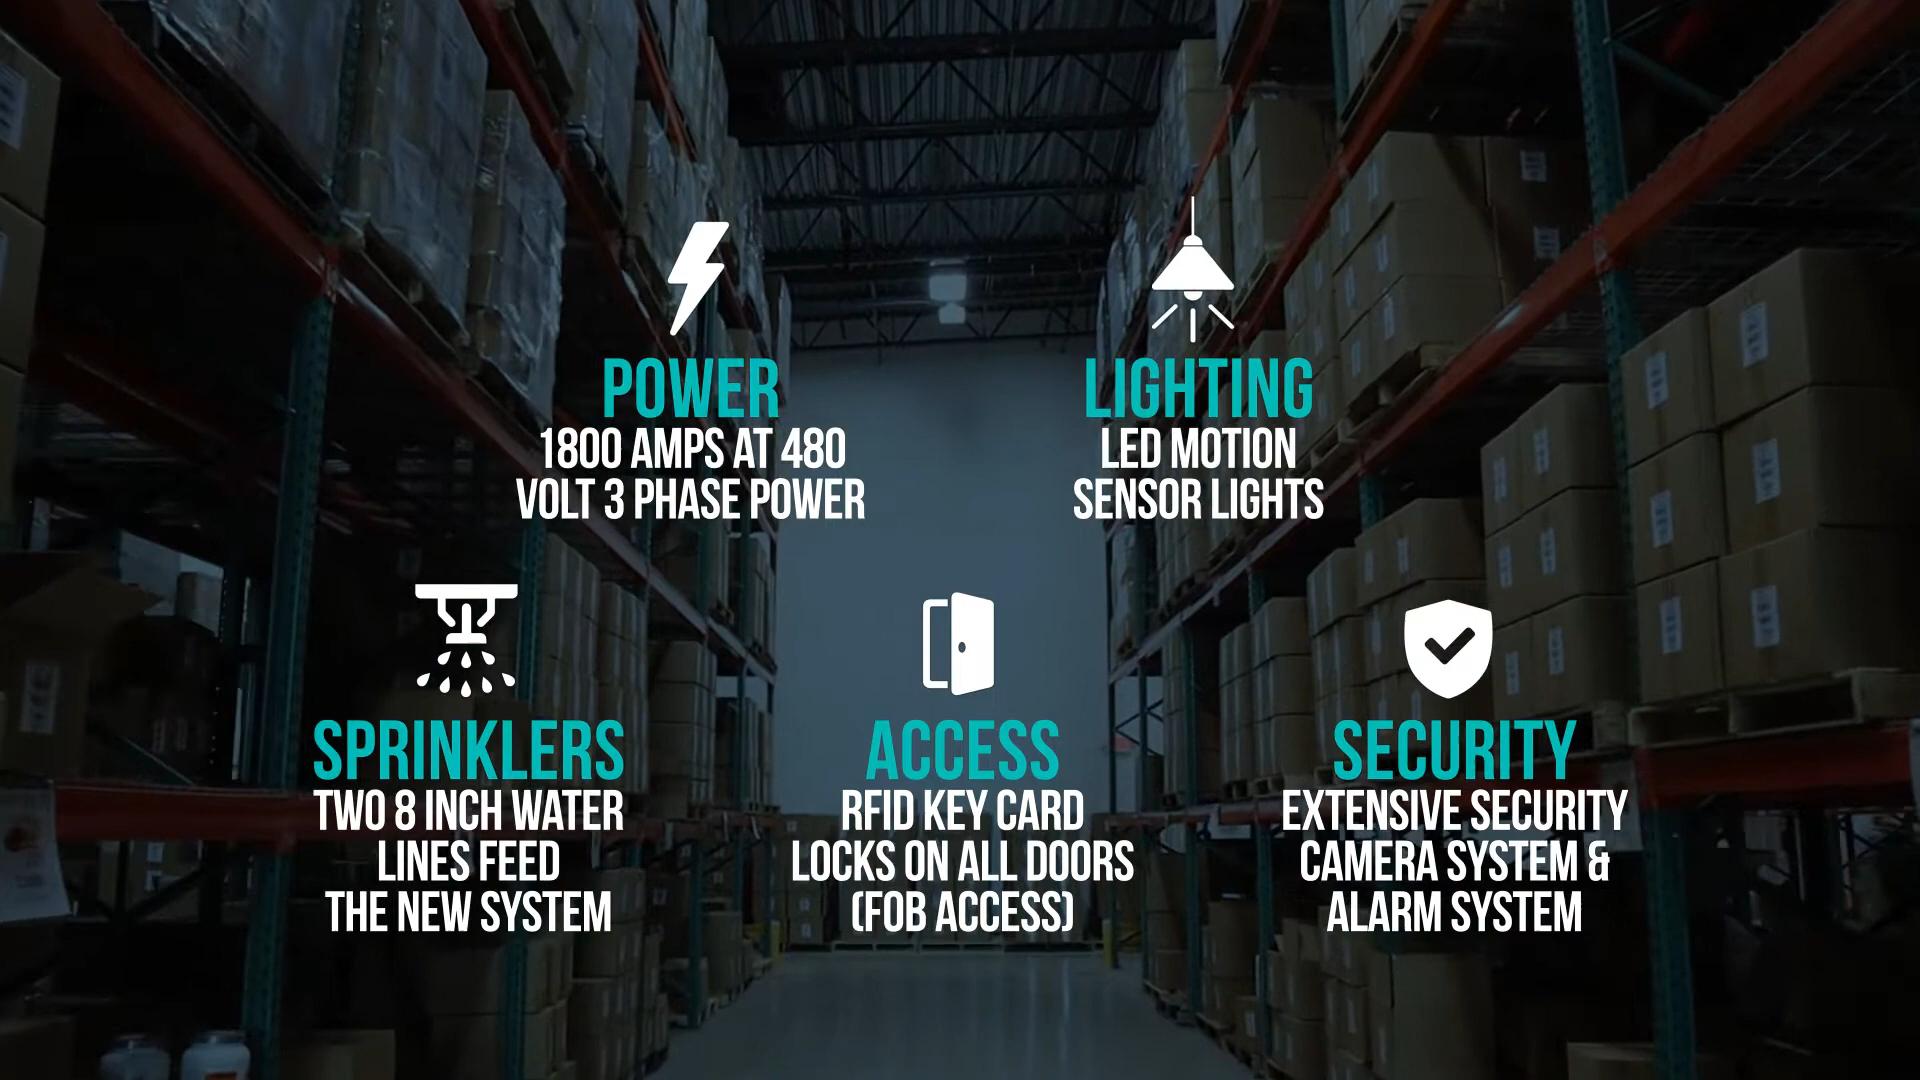 POWER
1800 AMPS AT 480
VOLT 3 PHASE POWER
LIGHTING
LED MOTION
SENSOR LIGHTS
SPRINKLERS
TWO 8 INCH WATER
LINES FEED
THE NEW SYSTEM
ACCESS
RFID KEY CARD
LOCKS ON ALL DOORS
(FOB ACCESS)
SECURITY
EXTENSIVE SECURITY
CAMERA SYSTEM &
ALARM SYSTEM